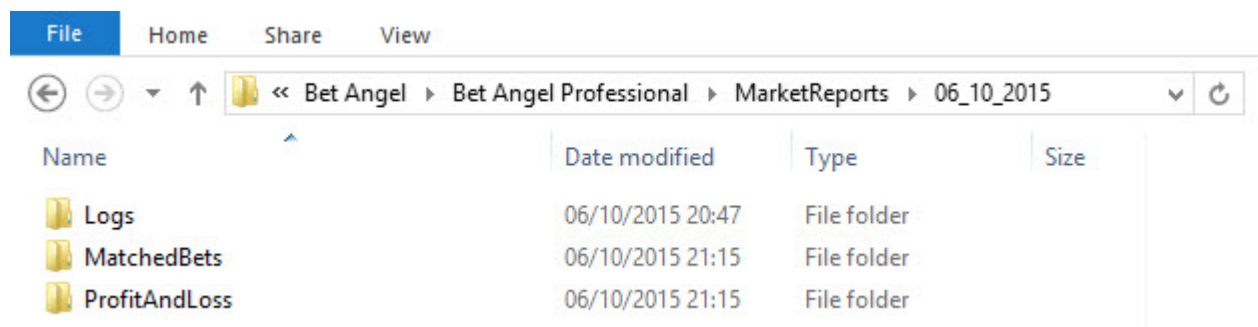 File Home Share View
« Bet Angel Bet Angel Professional MarketReports 06_10_2015
Name Date modified Type Size
Logs 06/10/2015 20:47 File folder
MatchedBets 06/10/2015 21:15 File folder
ProfitAndLoss 06/10/2015 21:15 File folder